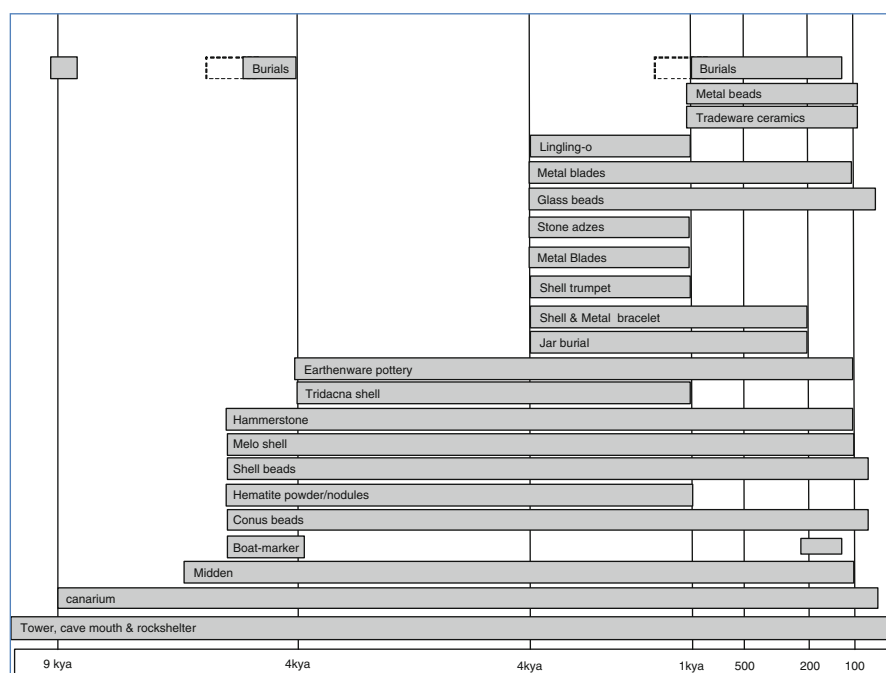 Burials Burials
Metal beads
Tradeware ceramics
Lingling-o
Metal blades
Glass beads
Stone adzes
Metal Blades
Shell trumpet
Shell & Metal bracelet
Jar burial
Earthenware pottery
Tridacna shell
Hammerstone
Melo shell
Shell beads
Hematite powder/nodules
Conus beads
Boat-marker
Midden
canarium
Tower, cave mouth & rockshelter
9 kya 4kya 4kya 1kya 500 200 100